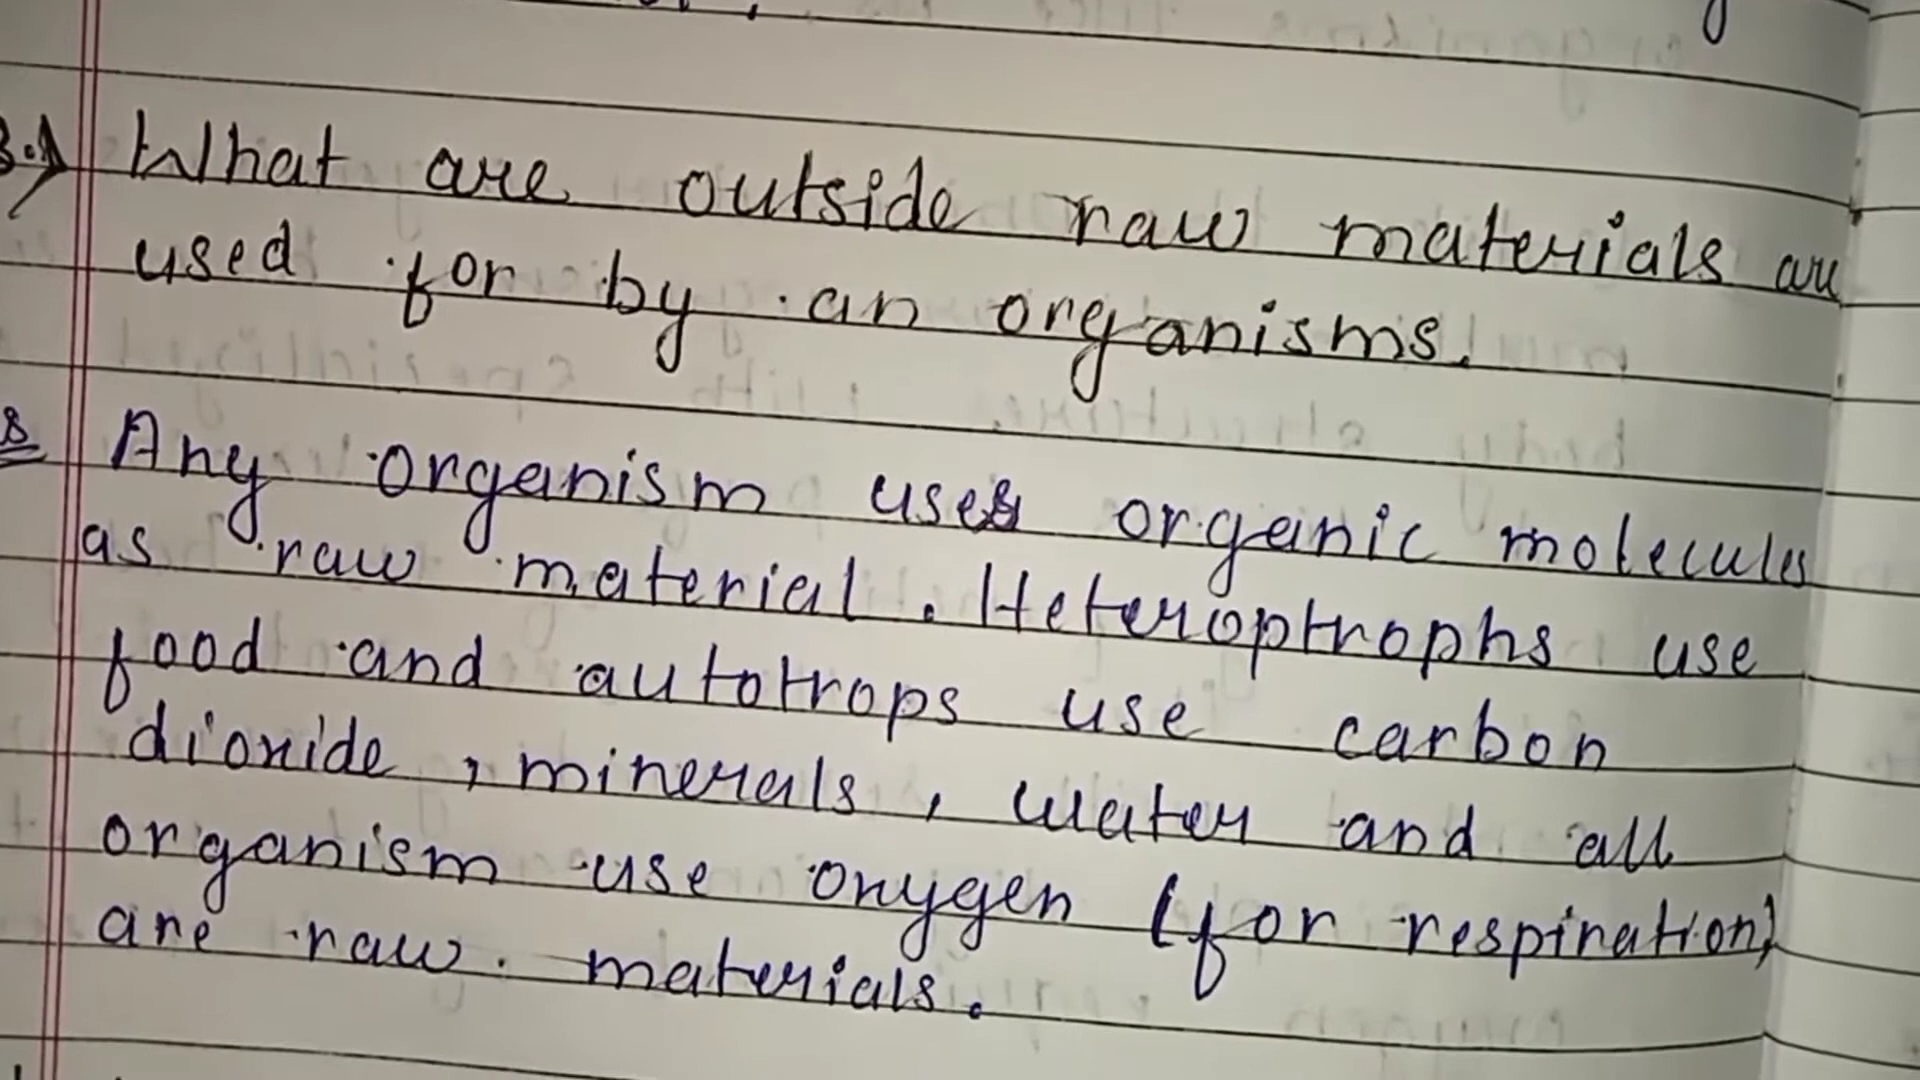 3.) What are outside raw materials are
used for by an organisms.
s Any organism uses organic molecules
as raw material. Heteroptrophs use
food and autotrops use carbon
dioxide, minerals, water and all
organism use oxygen (for respiration)
are raw materials.